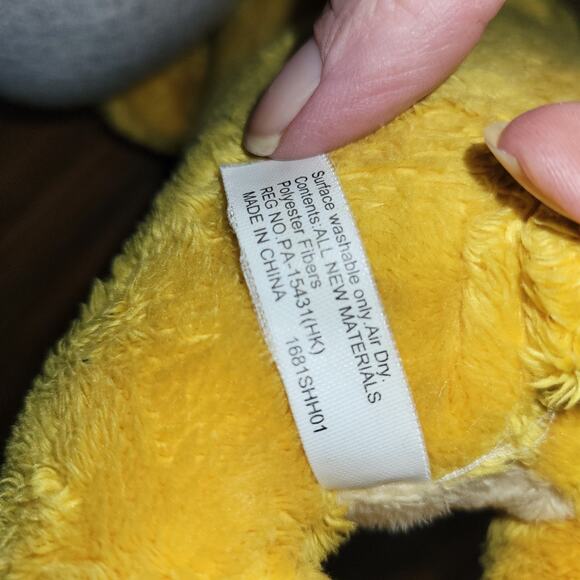 Surface washable only Air Dry.
Contents:ALL NEW MATERIALS
Polyester Fibers
REG NO.PA-15431(HK)
MADE IN CHINA 1681SHH01